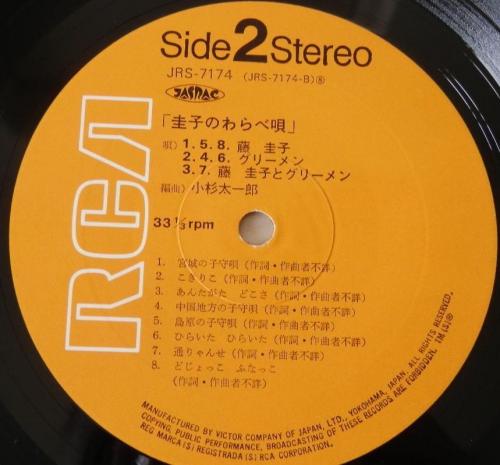 Side 2 Stereo
JRS-7174 (JRS-7174-B)Ⓑ
JASRAC
RCA
「圭子のわらべ唄」
唄) 1.5.8. 藤 圭子
2.4.6. グリーメン
3.7. 藤 圭子とグリーメン
編曲) 小杉太一郎
33⅓rpm
1. 宮城の子守唄(作詞・作曲者不詳)
2. こきりこ(作詞・作曲者不詳)
3. あんたがた どこさ(作詞・作曲者不詳)
4. 中国地方の子守唄(作詞・作曲者不詳)
5. 島原の子守唄(作詞・作曲者不詳)
6. ひらいた ひらいた(作詞・作曲者不詳)
7. 通りゃんせ(作詞・作曲者不詳)
8. どじょっこ ふなっこ
(作詞・作曲者不詳)
MANUFACTURED BY VICTOR COMPANY OF JAPAN, LTD., YOKOHAMA, JAPAN. ALL RIGHTS RESERVED.
COPYING, PUBLIC PERFORMANCE, BROADCASTING OF THESE RECORDS ARE FORBIDDEN. TM(S)®
REG MARCA(S) REGISTRADA(S) RCA CORPORATION.